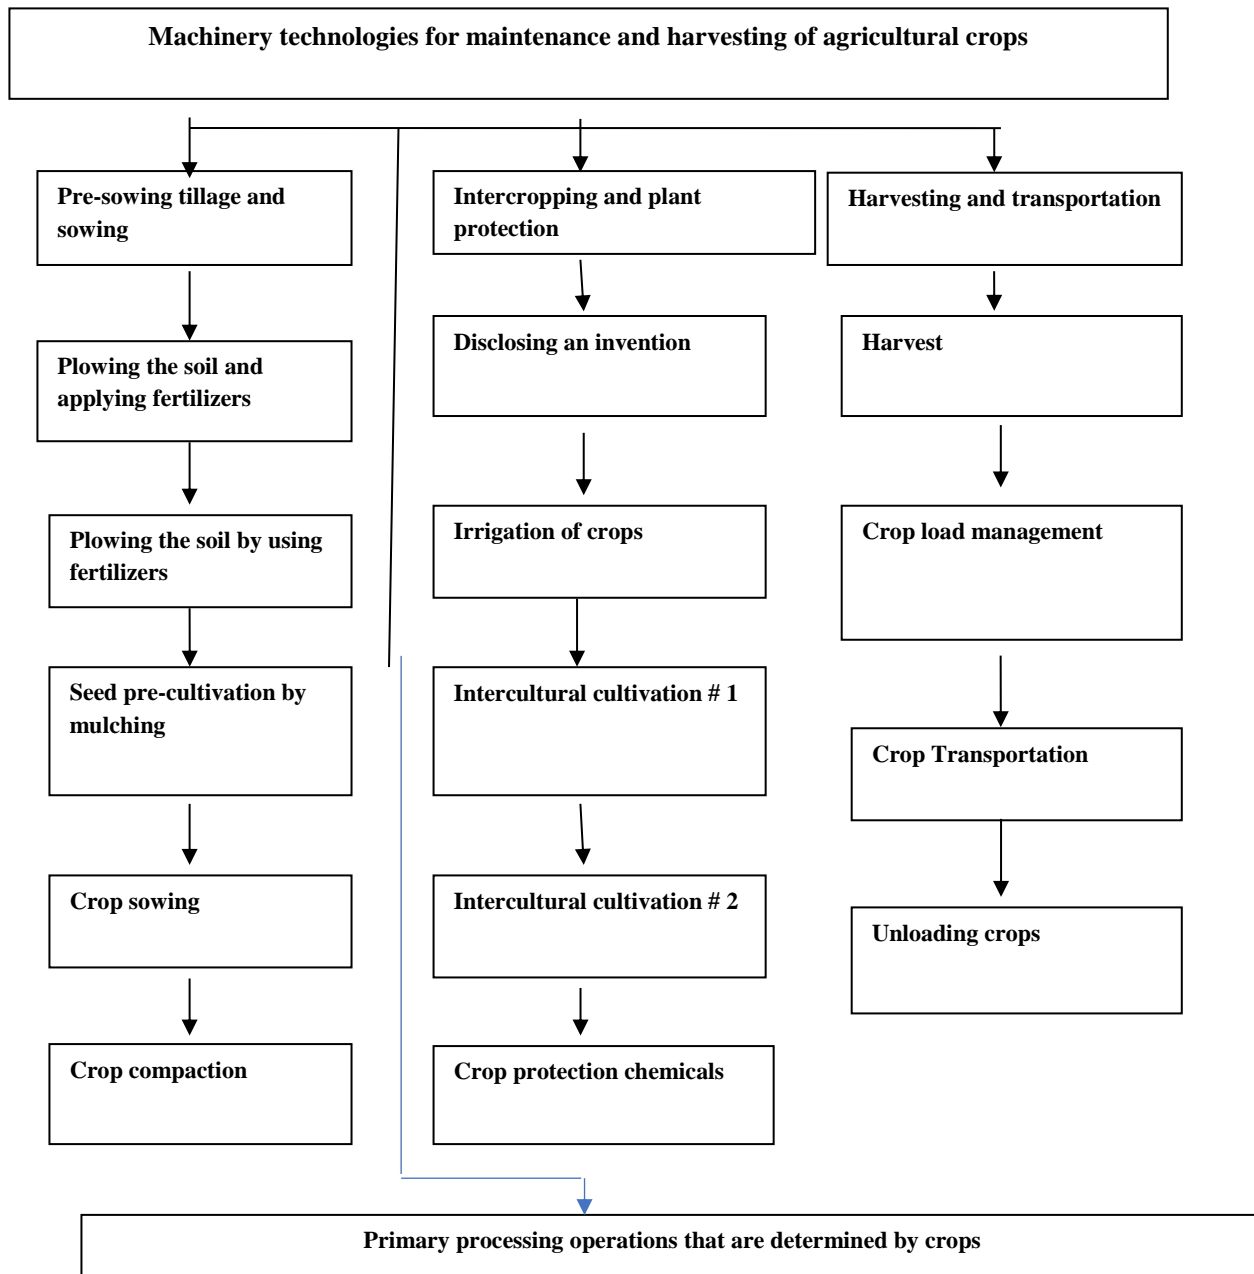 Machinery technologies for maintenance and harvesting of agricultural crops
Pre-sowing tillage and
sowing
Plowing the soil and
applying fertilizers
Plowing the soil by using
fertilizers
Seed pre-cultivation by
mulching
Crop sowing
Crop compaction
Intercropping and plant
protection
Disclosing an invention
Irrigation of crops
Intercultural cultivation # 1
Intercultural cultivation # 2
Crop protection chemicals
Harvesting and transportation
Harvest
Crop load management
Crop Transportation
Unloading crops
Primary processing operations that are determined by crops